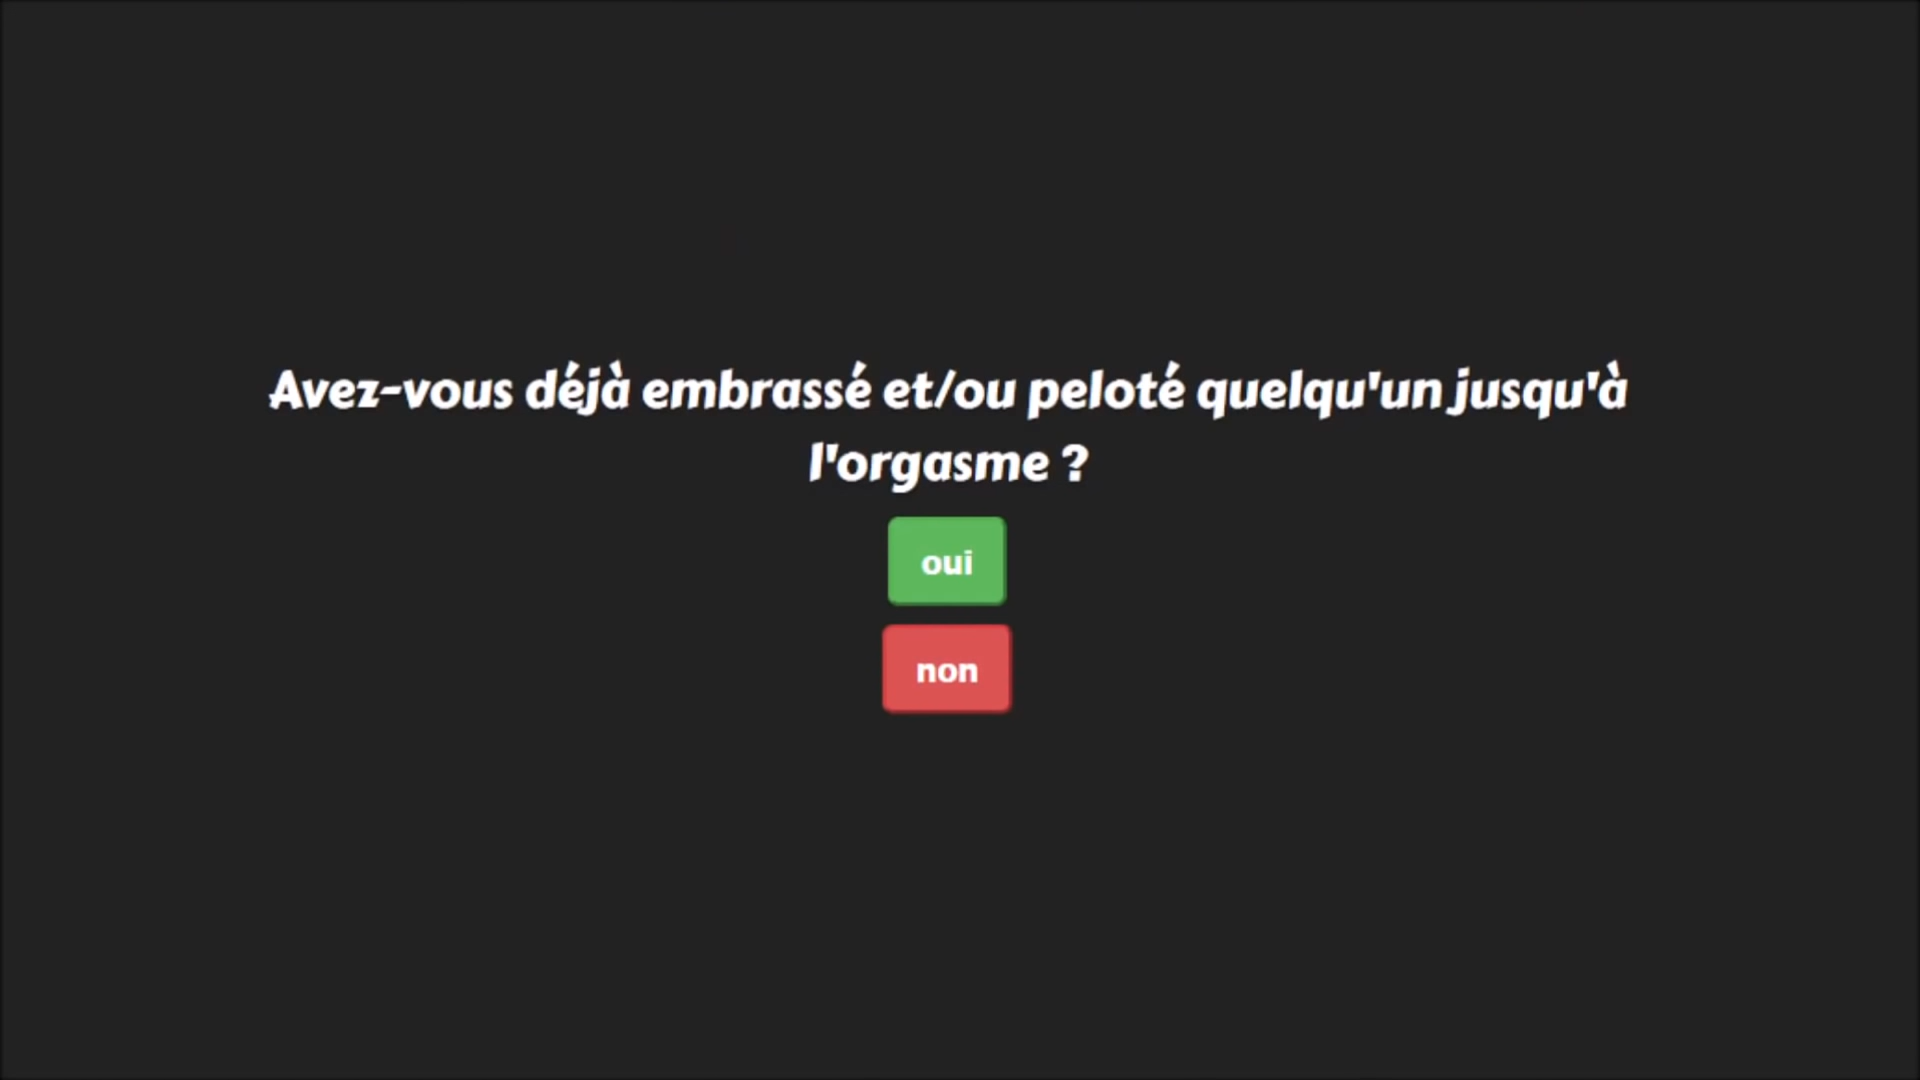 Avez-vous déjà embrassé et/ou peloté quelqu'un jusqu'à
l'orgasme ?
oui
non